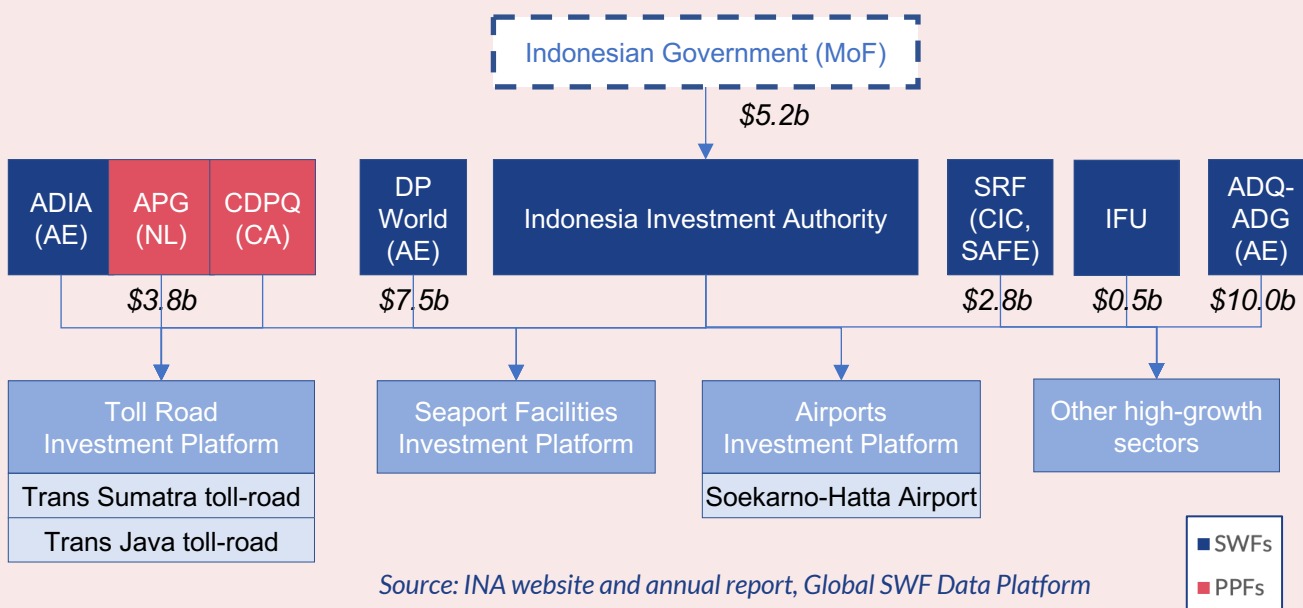 Indonesian Government (MoF)
$5.2b
ADIA
(AE)
APG
(NL)
CDPQ
(CA)
DP
World
(AE)
Indonesia Investment Authority
SRF
(CIC,
SAFE)
IFU
ADQ-
ADG
(AE)
$3.8b
$7.5b
$2.8b
$0.5b
$10.0b
Toll Road
Investment Platform
Trans Sumatra toll-road
Trans Java toll-road
Seaport Facilities
Investment Platform
Airports
Investment Platform
Soekarno-Hatta Airport
Other high-growth
sectors
SWFs
PPFs
Source: INA website and annual report, Global SWF Data Platform